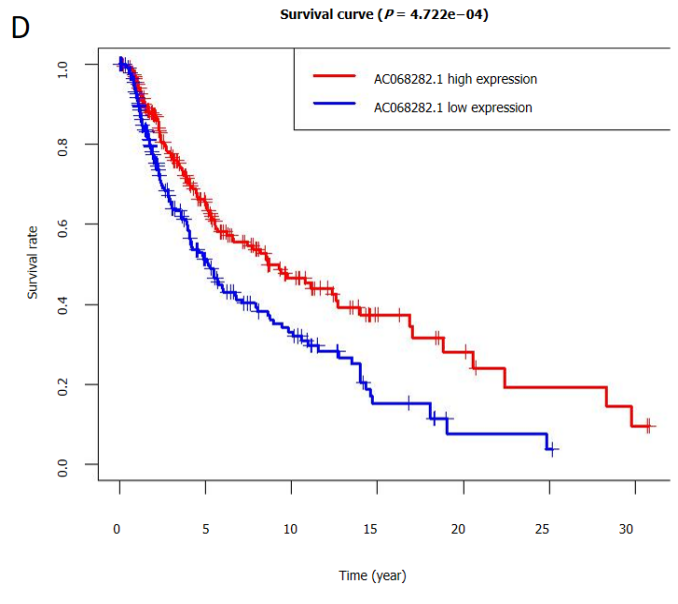 D
Survival curve (P = 4.722e−04)
AC068282.1 high expression
AC068282.1 low expression
Survival rate
1.0
0.8
0.6
0.4
0.2
0.0
0 5 10 15 20 25 30
Time (year)